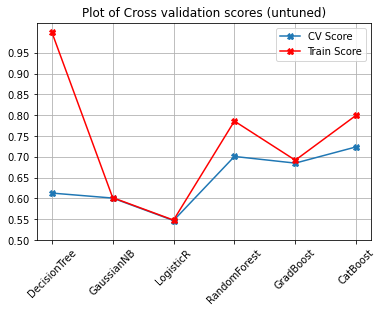 Plot of Cross validation scores (untuned)
CV Score
Train Score
0.95
0.90
0.85
0.80
0.75
0.70
0.65
0.60
0.55
0.50
DecisionTree
GaussianNB
LogisticR
RandomForest
GradBoost
CatBoost